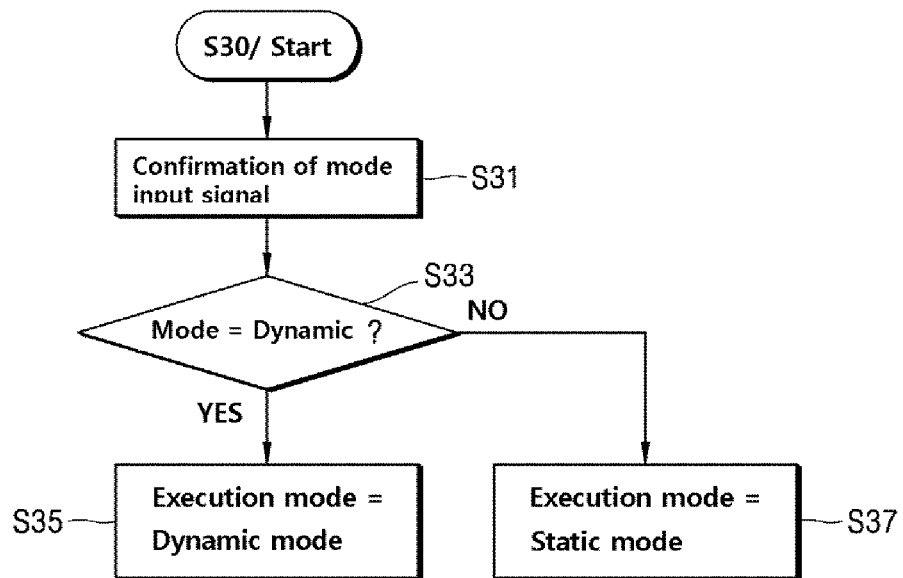 S30/ Start
Confirmation of mode
input signal
S31
S33
Mode = Dynamic ?
NO
YES
Execution mode =
Dynamic mode
S35
Execution mode =
Static mode
S37